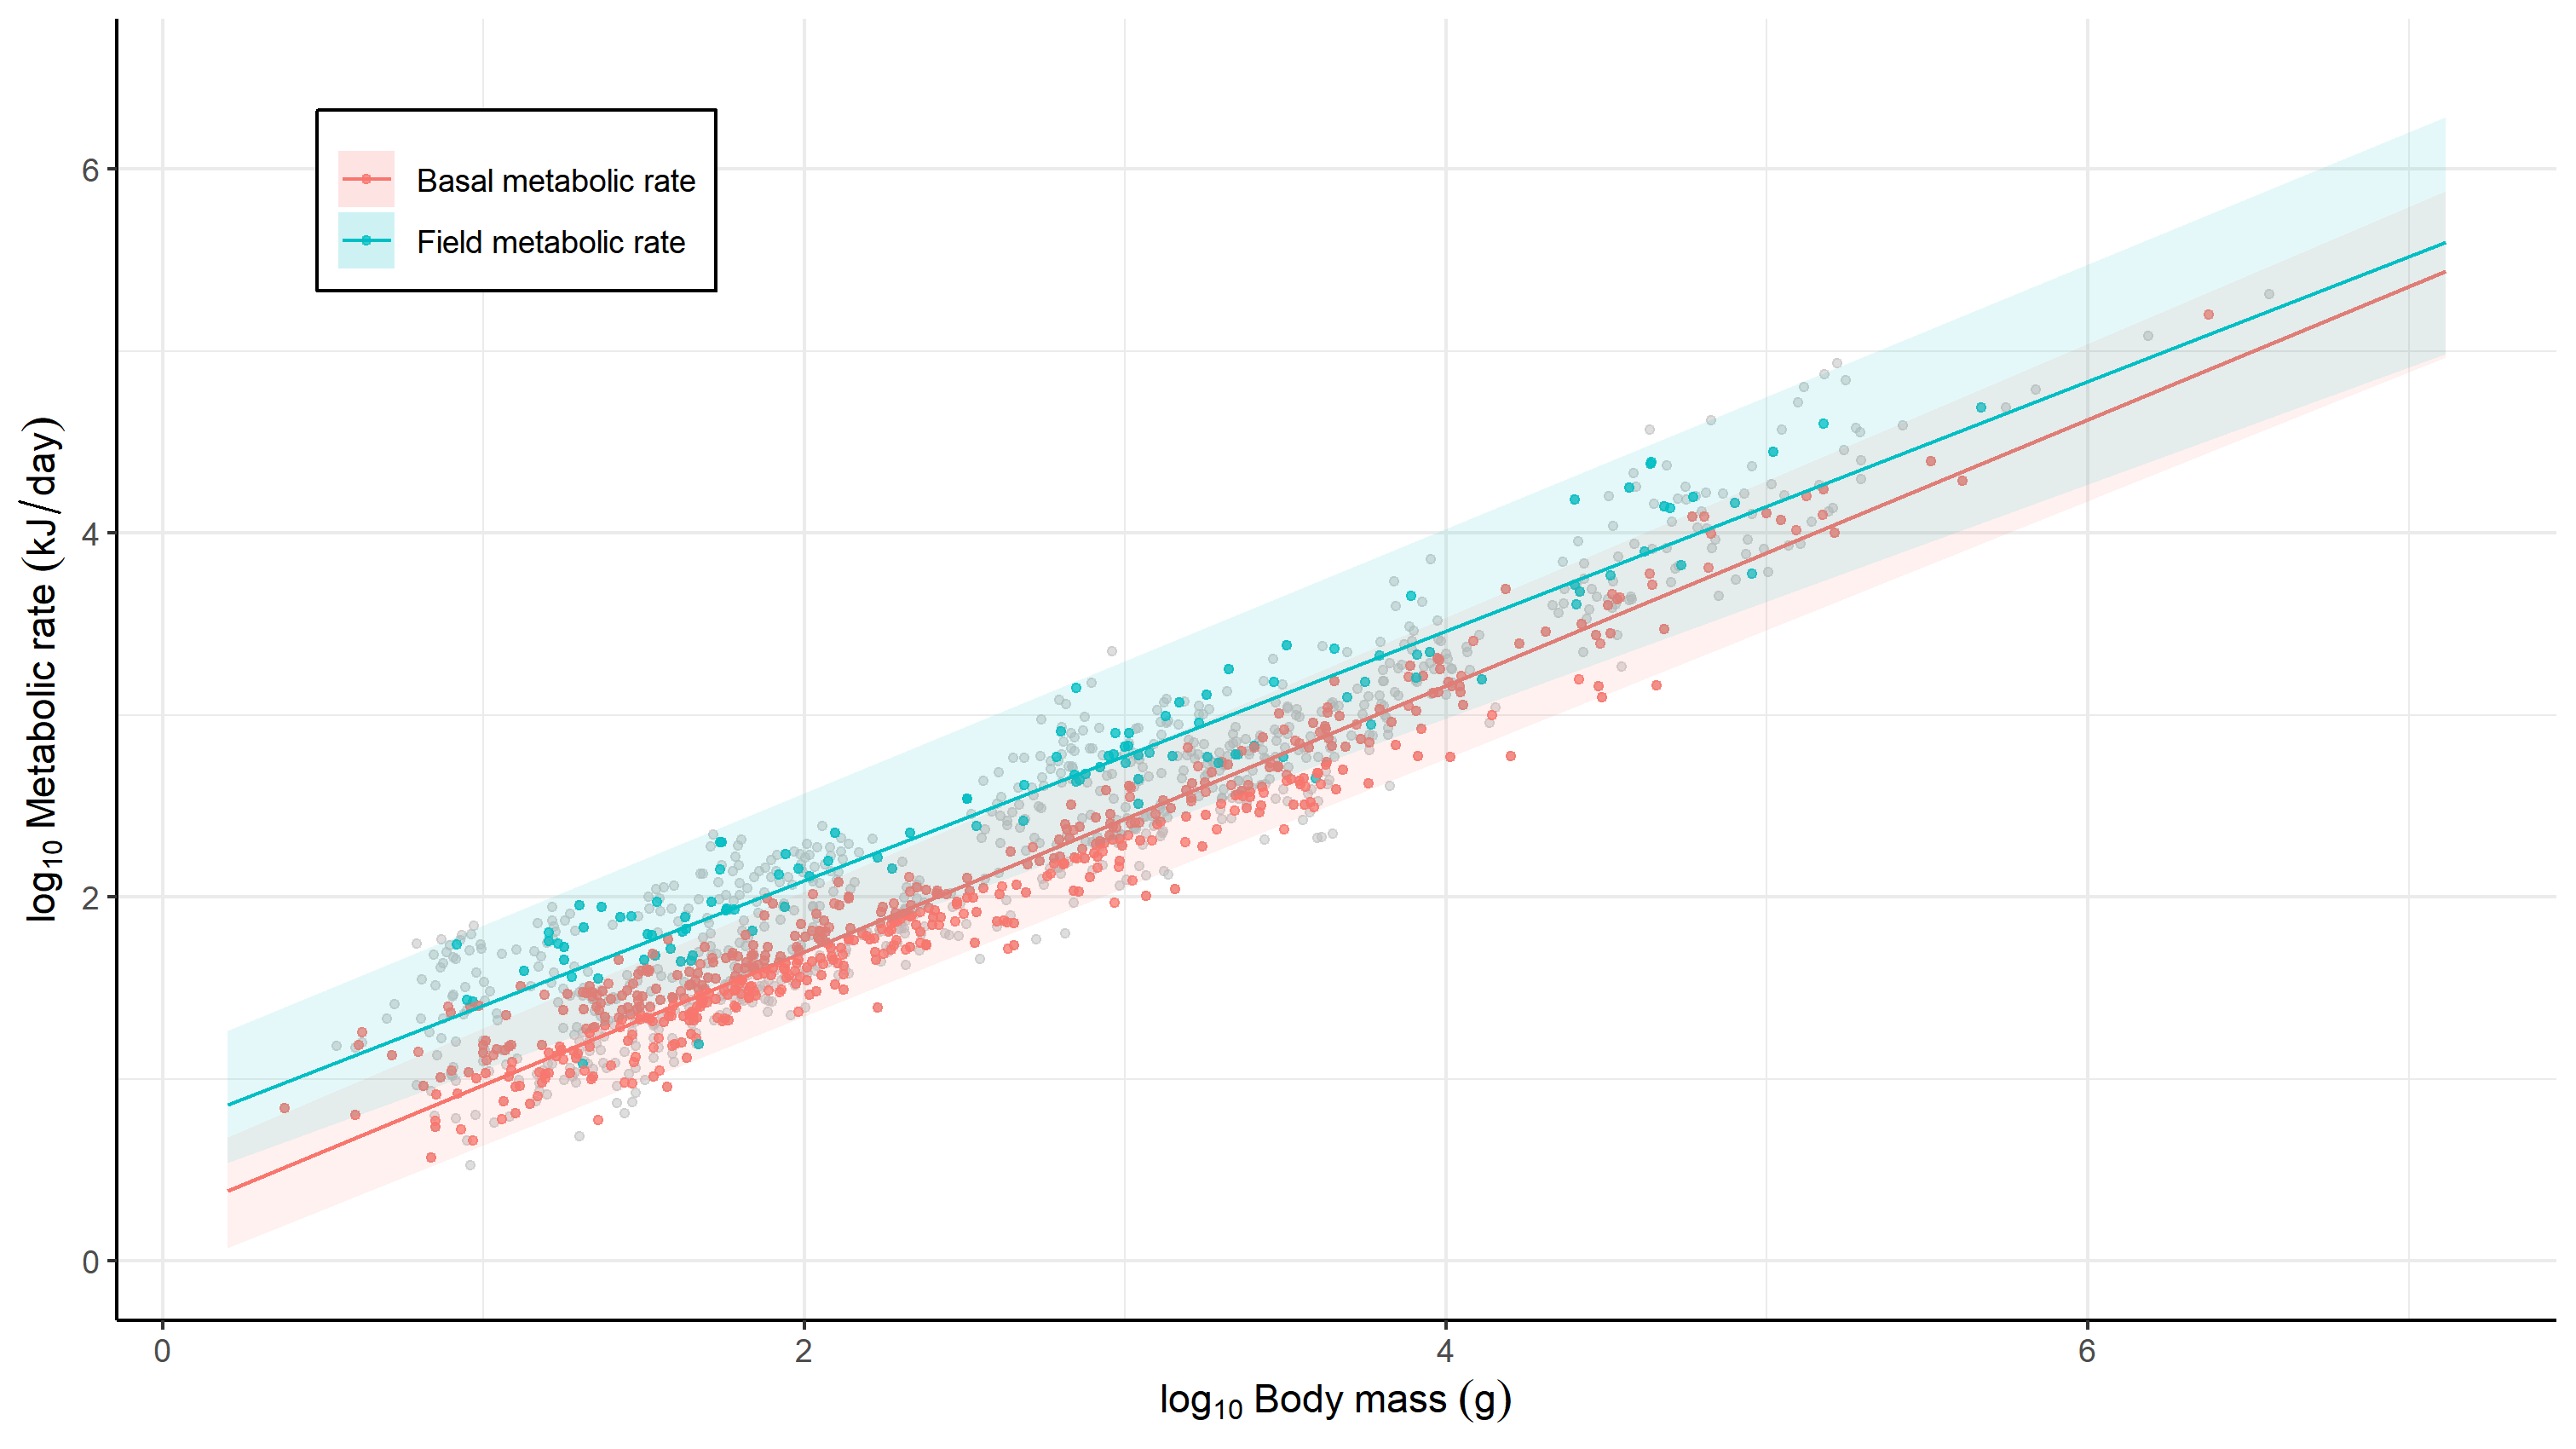 Basal metabolic rate
Field metabolic rate
6
4
2
0
log10 Metabolic rate (kJ/day)
0 2 4 6
log10 Body mass (g)